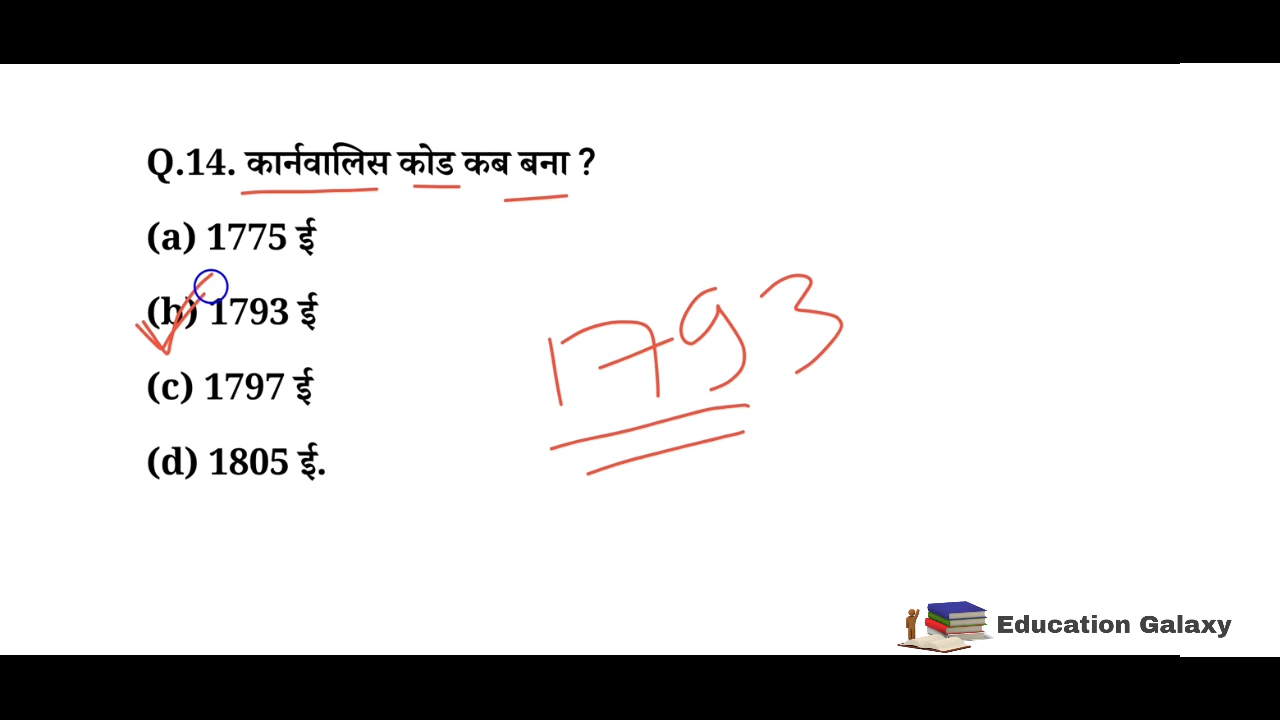 Q.14. कार्नवालिस कोड कब बना ?
(a) 1775 ई
(b) 1793 ई
(c) 1797 ई
(d) 1805 ई.
1793
Education Galaxy